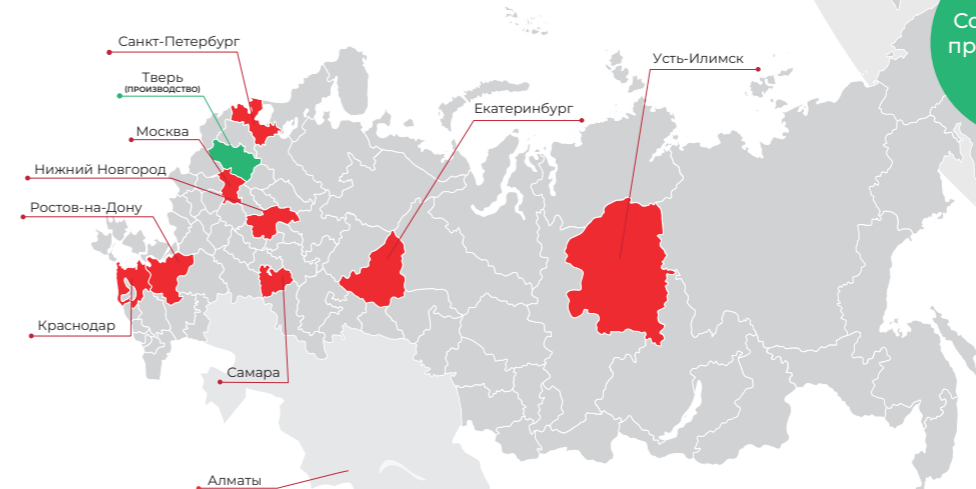 Санкт-Петербург
Тверь
(ПРОИЗВОДСТВО)
Москва
Нижний Новгород
Ростов-на-Дону
Краснодар
Самара
Алматы
Екатеринбург
Усть-Илимск